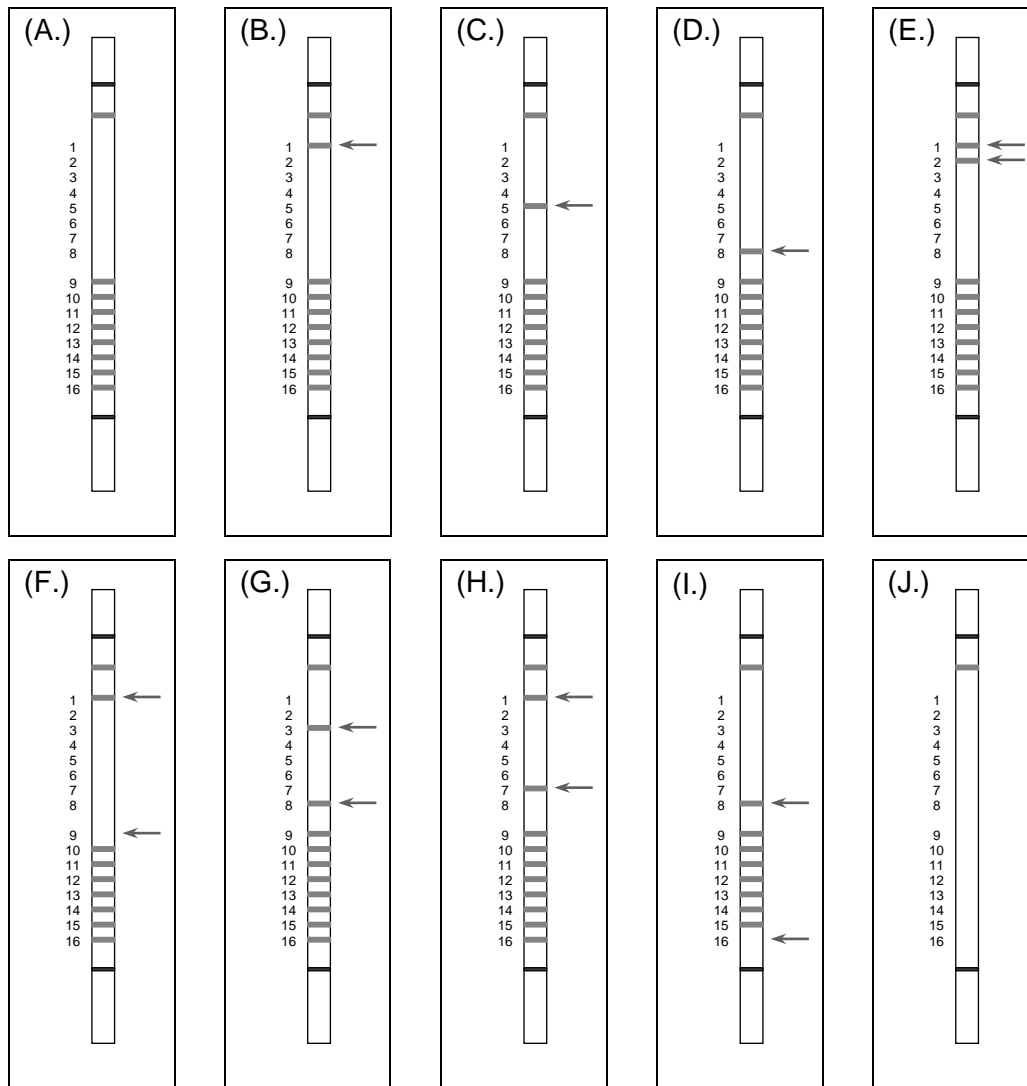 (A.) (B.) (C.) (D.) (E.)
1 1 1 1 1
2 2 2 2 2
3 3 3 3 3
4 4 4 4 4
5 5 5 5 5
6 6 6 6 6
7 7 7 7 7
8 8 8 8 8
9 9 9 9 9
10 10 10 10 10
11 11 11 11 11
12 12 12 12 12
13 13 13 13 13
14 14 14 14 14
15 15 15 15 15
16 16 16 16 16
(F.) (G.) (H.) (I.) (J.)
1 1 1 1 1
2 2 2 2 2
3 3 3 3 3
4 4 4 4 4
5 5 5 5 5
6 6 6 6 6
7 7 7 7 7
8 8 8 8 8
9 9 9 9 9
10 10 10 10 10
11 11 11 11 11
12 12 12 12 12
13 13 13 13 13
14 14 14 14 14
15 15 15 15 15
16 16 16 16 16